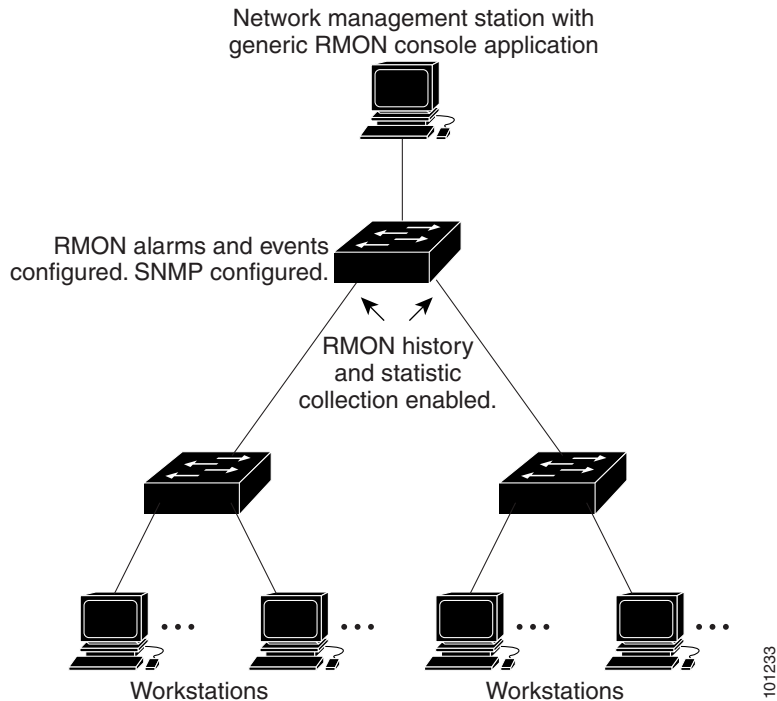 Network management station with
generic RMON console application
RMON alarms and events
configured. SNMP configured.
RMON history
and statistic
collection enabled.
Workstations
Workstations
101233